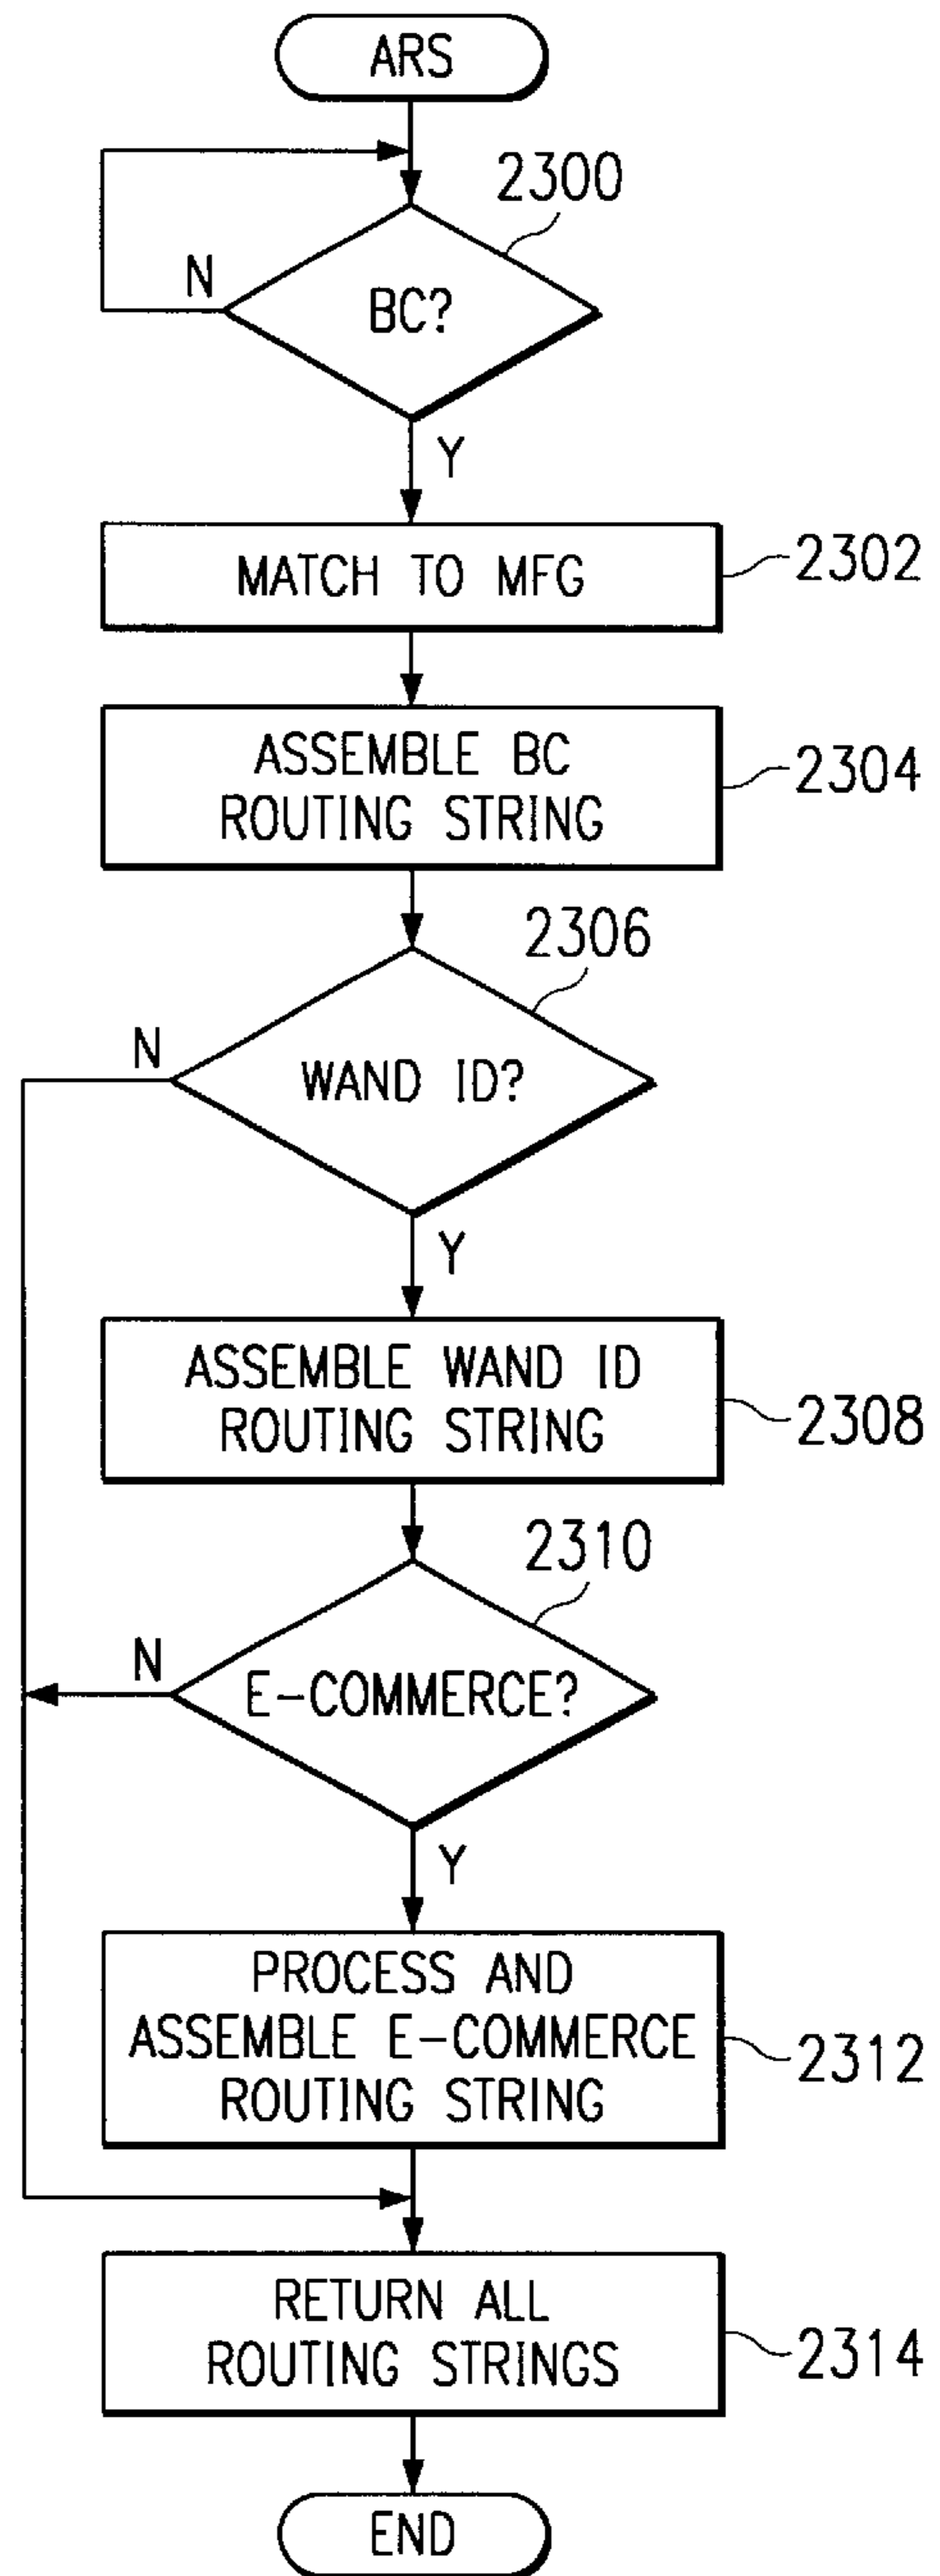 ARS
2300
N
BC?
Y
MATCH TO MFG
2302
ASSEMBLE BC
ROUTING STRING
2304
2306
N
WAND ID?
Y
ASSEMBLE WAND ID
ROUTING STRING
2308
2310
N
E-COMMERCE?
Y
PROCESS AND
ASSEMBLE E-COMMERCE
ROUTING STRING
2312
RETURN ALL
ROUTING STRINGS
2314
END